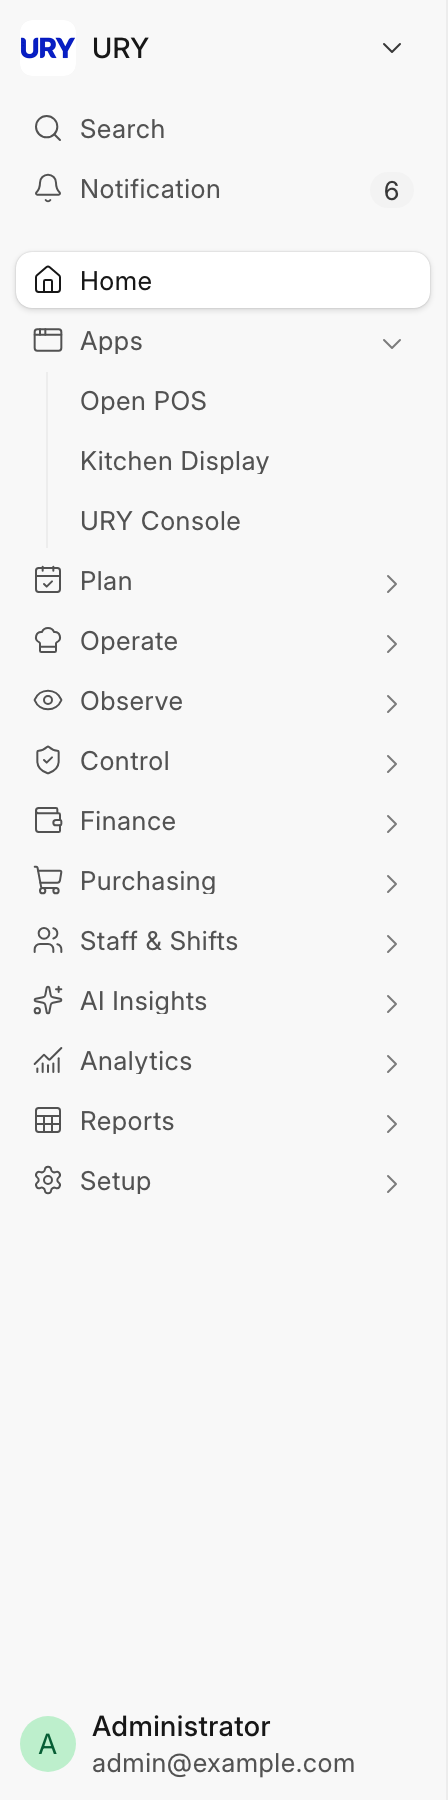 URY URY
Search
Notification 6
Home
Apps
Open POS
Kitchen Display
URY Console
Plan
Operate
Observe
Control
Finance
Purchasing
Staff & Shifts
AI Insights
Analytics
Reports
Setup
A Administrator
admin@example.com